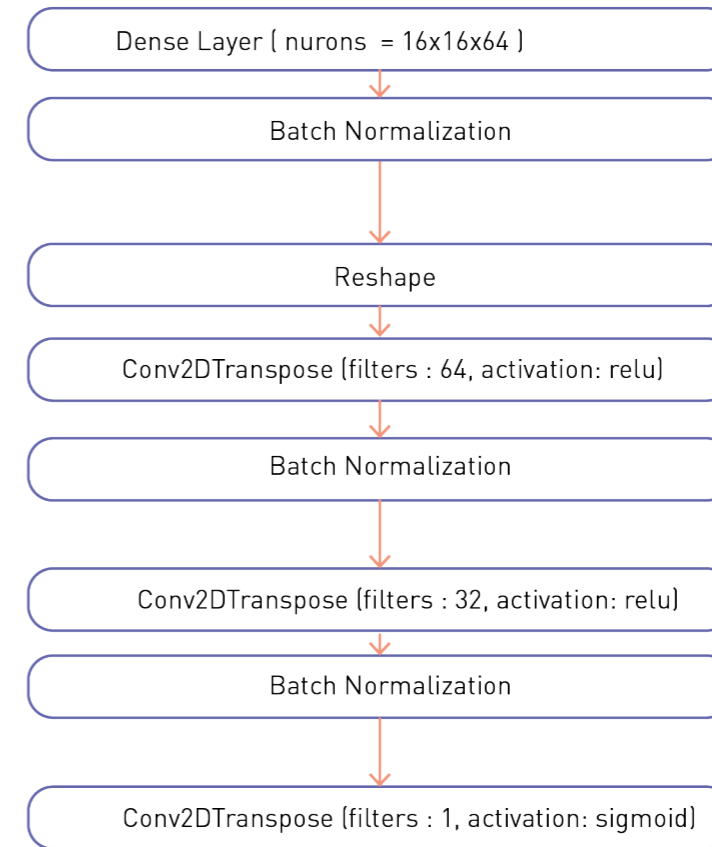 Dense Layer ( nurons = 16x16x64 )
Batch Normalization
Reshape
Conv2DTranspose (filters : 64, activation: relu)
Batch Normalization
Conv2DTranspose (filters : 32, activation: relu)
Batch Normalization
Conv2DTranspose (filters : 1, activation: sigmoid)